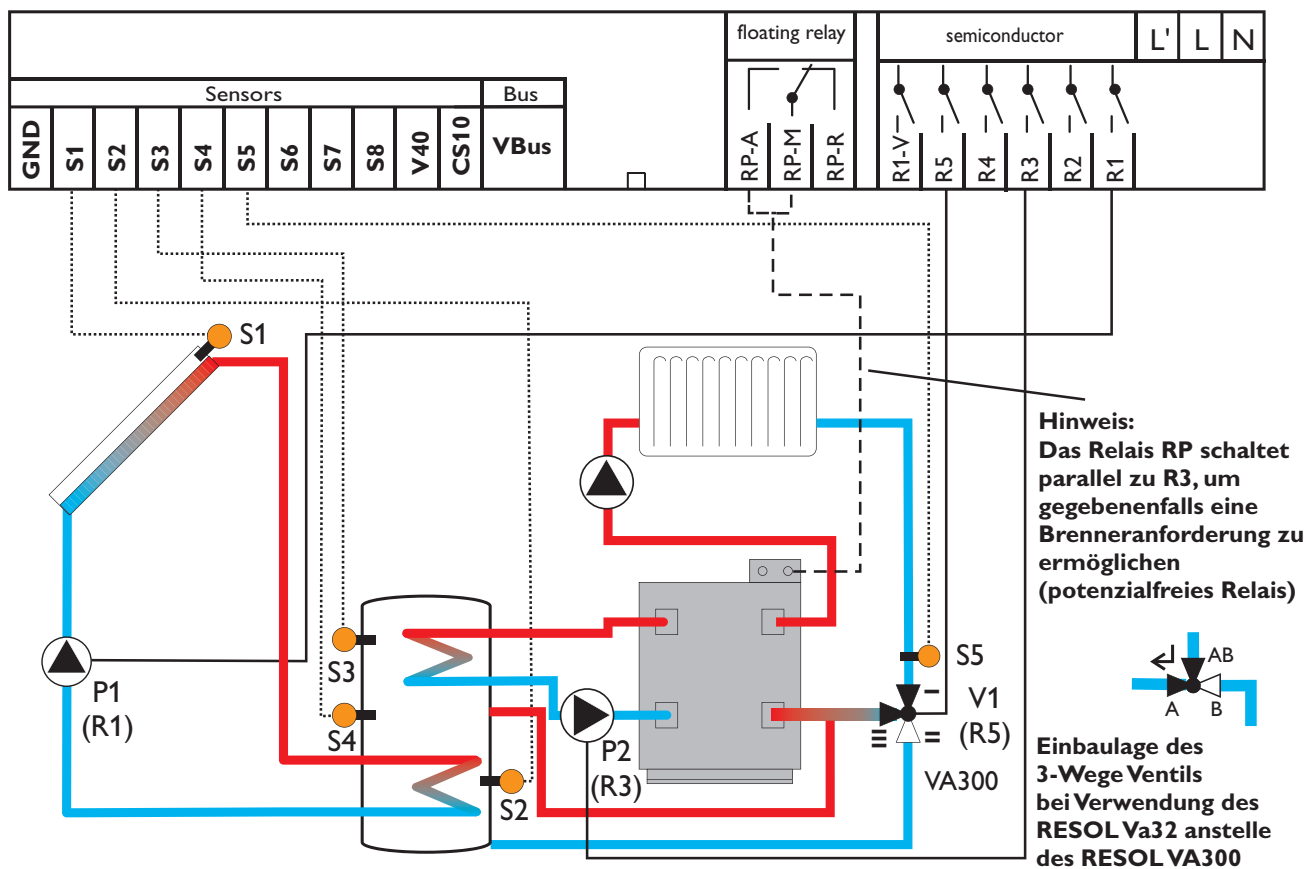 floating relay
semiconductor
L' L N
Sensors
Bus
GND S1 S2 S3 S4 S5 S6 S7 S8 V40 CS10 VBus
RP-A RP-M RP-R
R1-V R5 R4 R3 R2 R1
S1
Hinweis:
Das Relais RP schaltet
parallel zu R3, um
gegebenenfalls eine
Brenneranforderung zu
ermöglichen
(potenzialfreies Relais)
S3
S5
AB
A B
P1
(R1)
S4
P2
(R3)
V1
(R5)
VA300
S2
Einbaulage des
3-Wege Ventils
bei Verwendung des
RESOL Va32 anstelle
des RESOL VA300